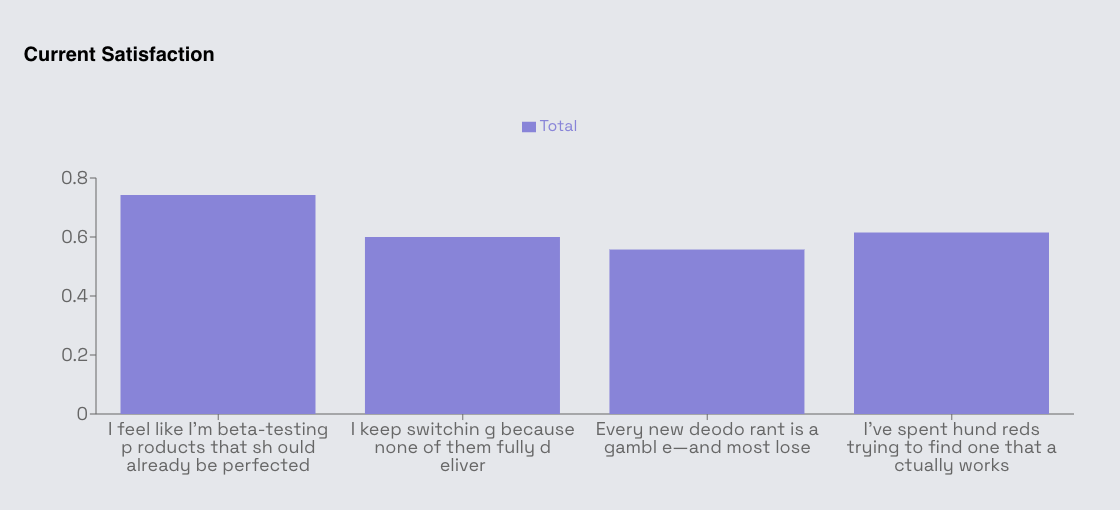 Current Satisfaction
Total
0.8
0.6
0.4
0.2
0
I feel like I'm beta-testing
p roducts that sh ould
already be perfected
I keep switchin g because
none of them fully d
eliver
Every new deodo rant is a
gambl e—and most lose
I've spent hund reds
trying to find one that a
ctually works